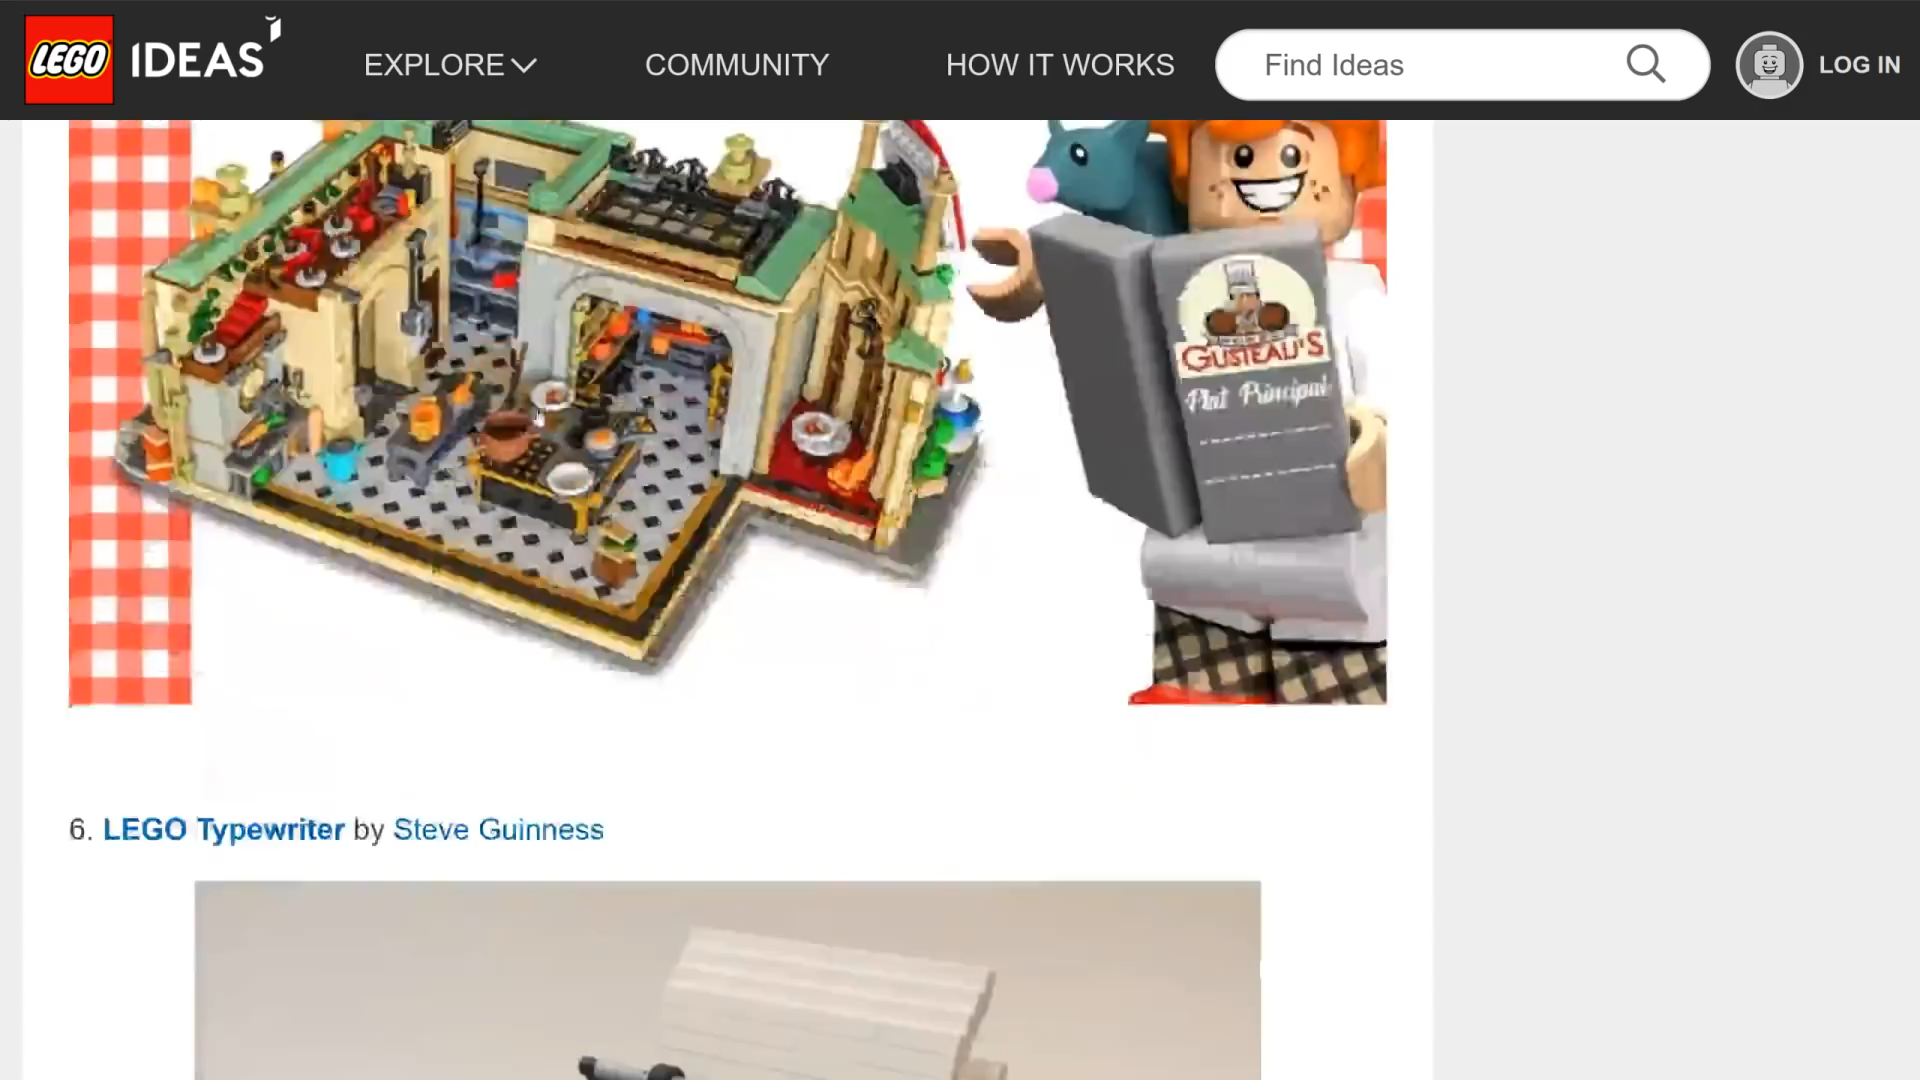 LEGO IDEAS EXPLORE COMMUNITY HOW IT WORKS Find Ideas LOG IN
GUSTEAU'S
Plat Principal
6. LEGO Typewriter by Steve Guinness